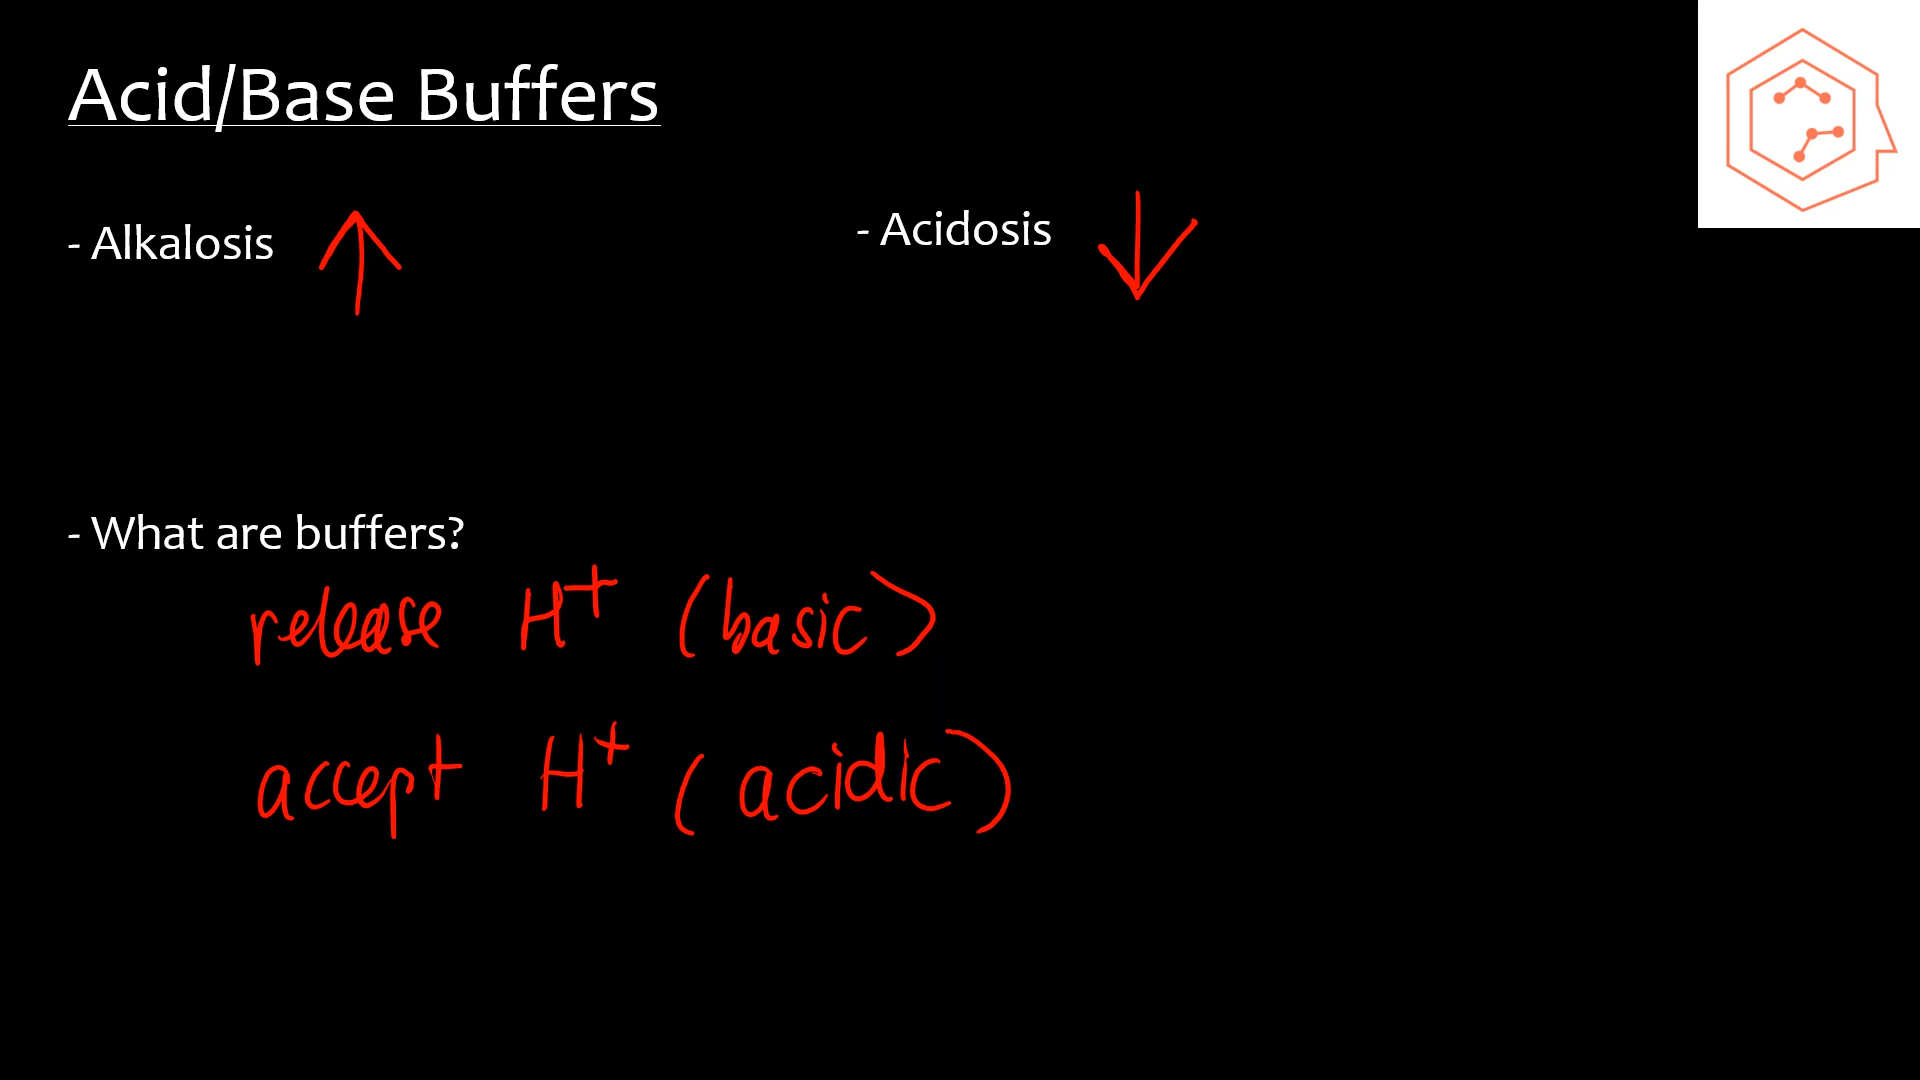 Acid/Base Buffers
- Alkalosis ↑
- Acidosis ↓
- What are buffers?
release H⁺ (basic)
accept H⁺ (acidic)